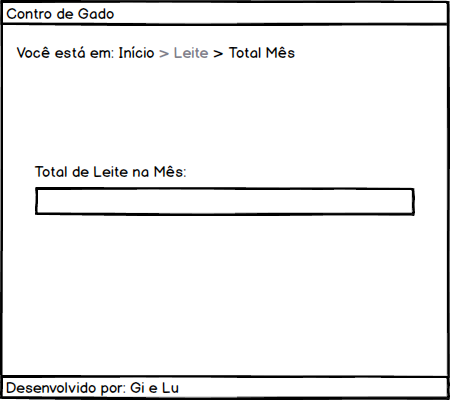 Contro de Gado
Você está em: Início > Leite > Total Mês
Total de Leite na Mês:
Desenvolvido por: Gi e Lu